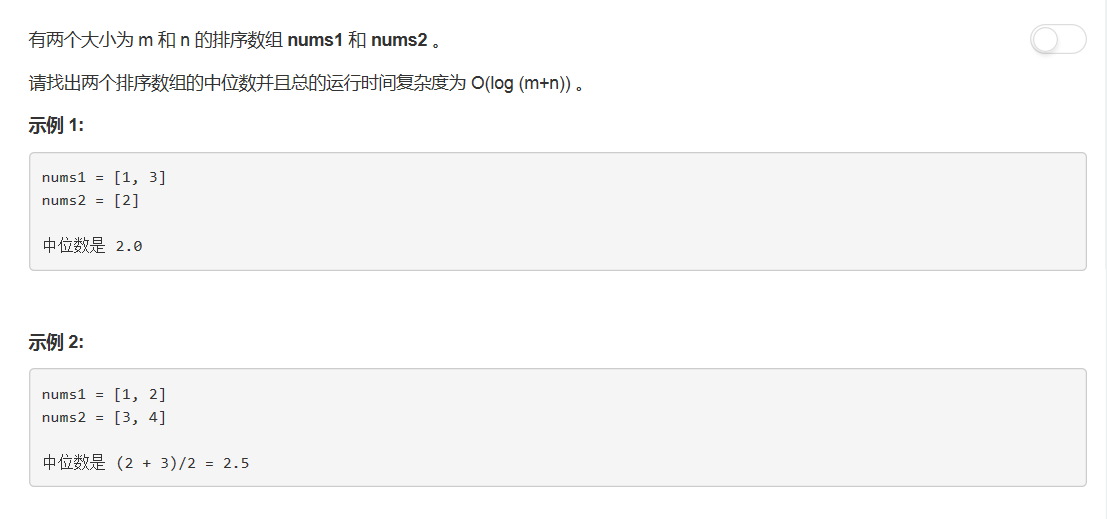 有两个大小为 m 和 n 的排序数组 nums1 和 nums2 。
请找出两个排序数组的中位数并且总的运行时间复杂度为 O(log (m+n)) 。
示例 1:
nums1 = [1, 3]
nums2 = [2]
中位数是 2.0
示例 2:
nums1 = [1, 2]
nums2 = [3, 4]
中位数是 (2 + 3)/2 = 2.5